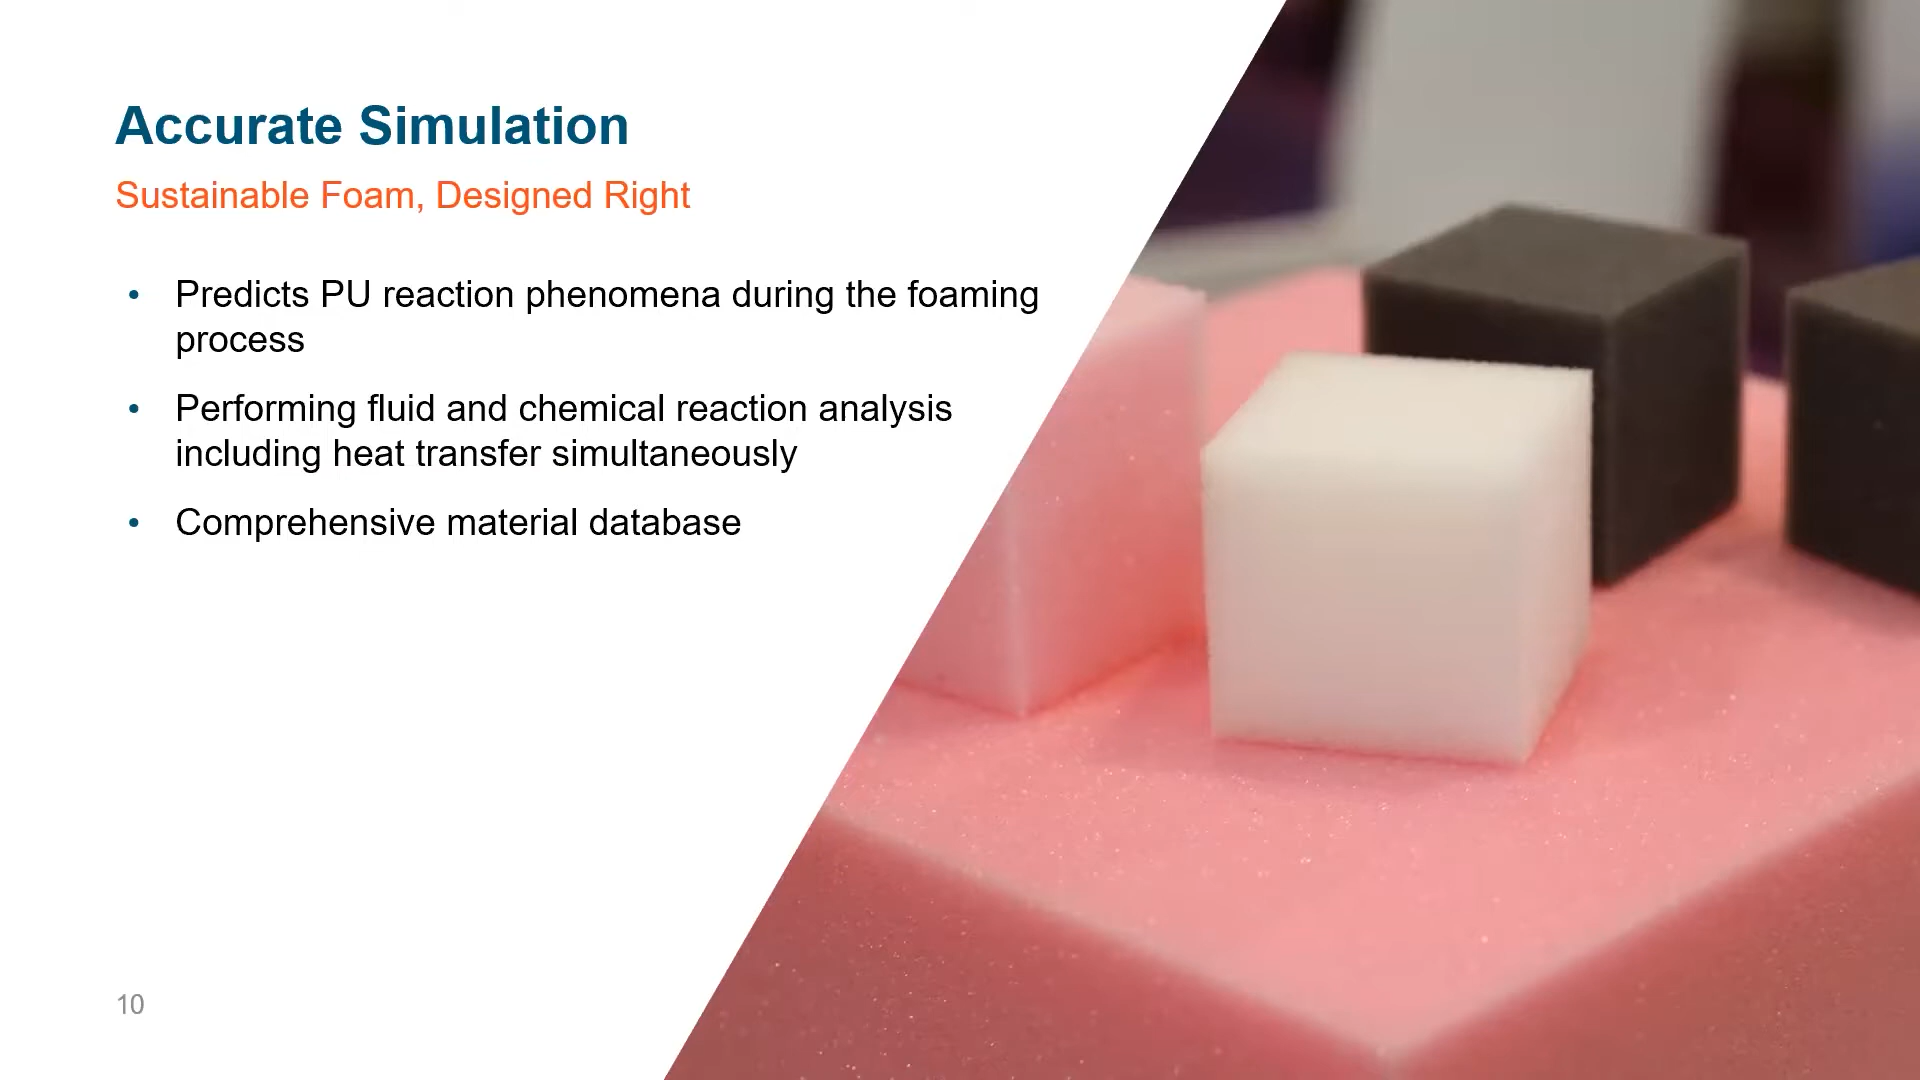 Accurate Simulation
Sustainable Foam, Designed Right
• Predicts PU reaction phenomena during the foaming
process
• Performing fluid and chemical reaction analysis
including heat transfer simultaneously
• Comprehensive material database
10